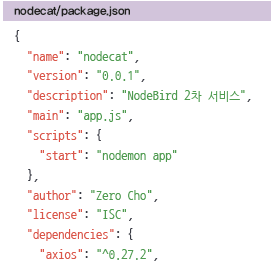 nodecat/package.json
{
  "name": "nodecat",
  "version": "0.0.1",
  "description": "NodeBird 2차 서비스",
  "main": "app.js",
  "scripts": {
    "start": "nodemon app"
  },
  "author": "Zero Cho",
  "license": "ISC",
  "dependencies": {
    "axios": "^0.27.2",